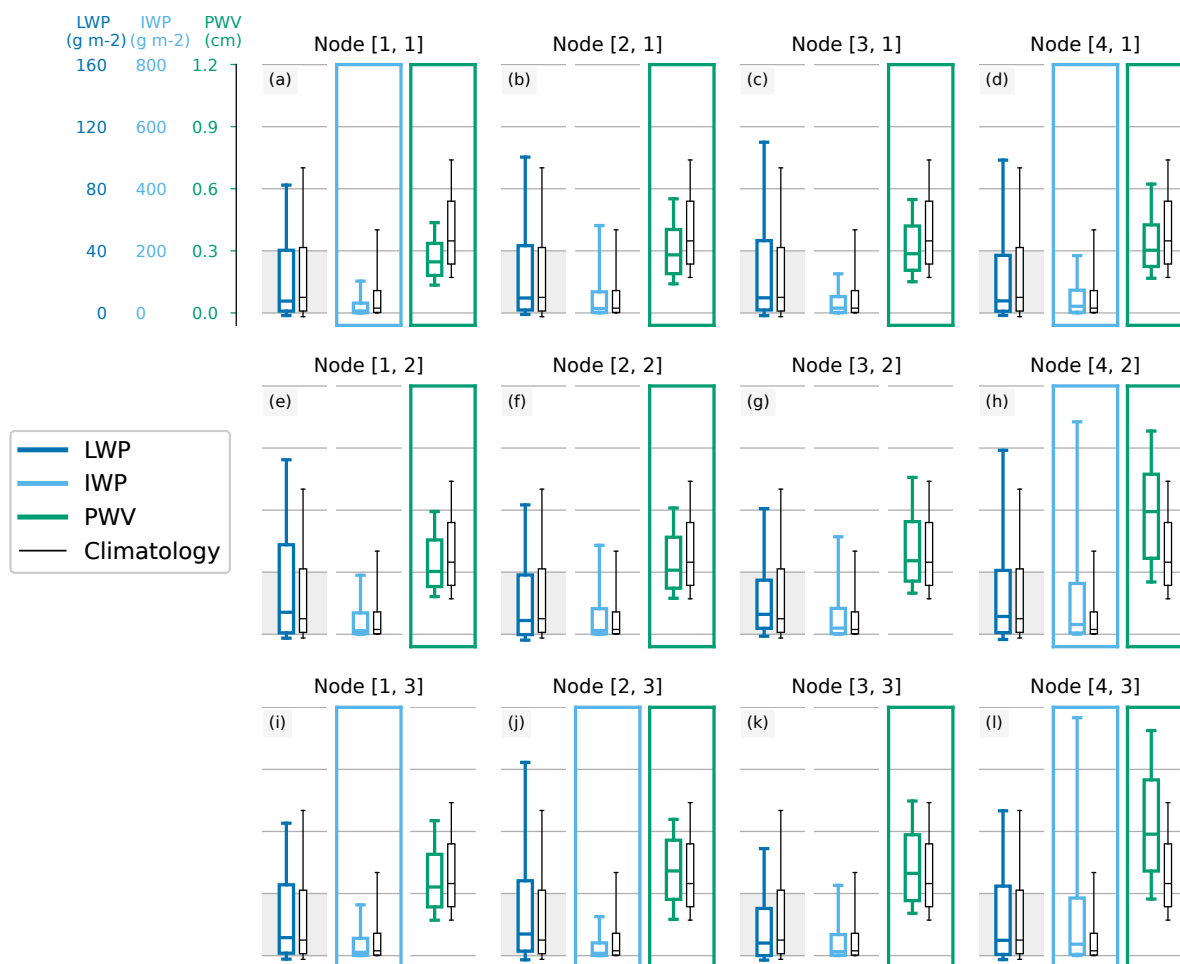 LWP IWP PWV
(g m-2) (g m-2) (cm)
Node [1, 1] Node [2, 1] Node [3, 1] Node [4, 1]
160 800 1.2
(a) (b) (c) (d)
120 600 0.9
80 400 0.6
40 200 0.3
0 0 0.0
Node [1, 2] Node [2, 2] Node [3, 2] Node [4, 2]
(e) (f) (g) (h)
LWP
IWP
PWV
Climatology
Node [1, 3] Node [2, 3] Node [3, 3] Node [4, 3]
(i) (j) (k) (l)